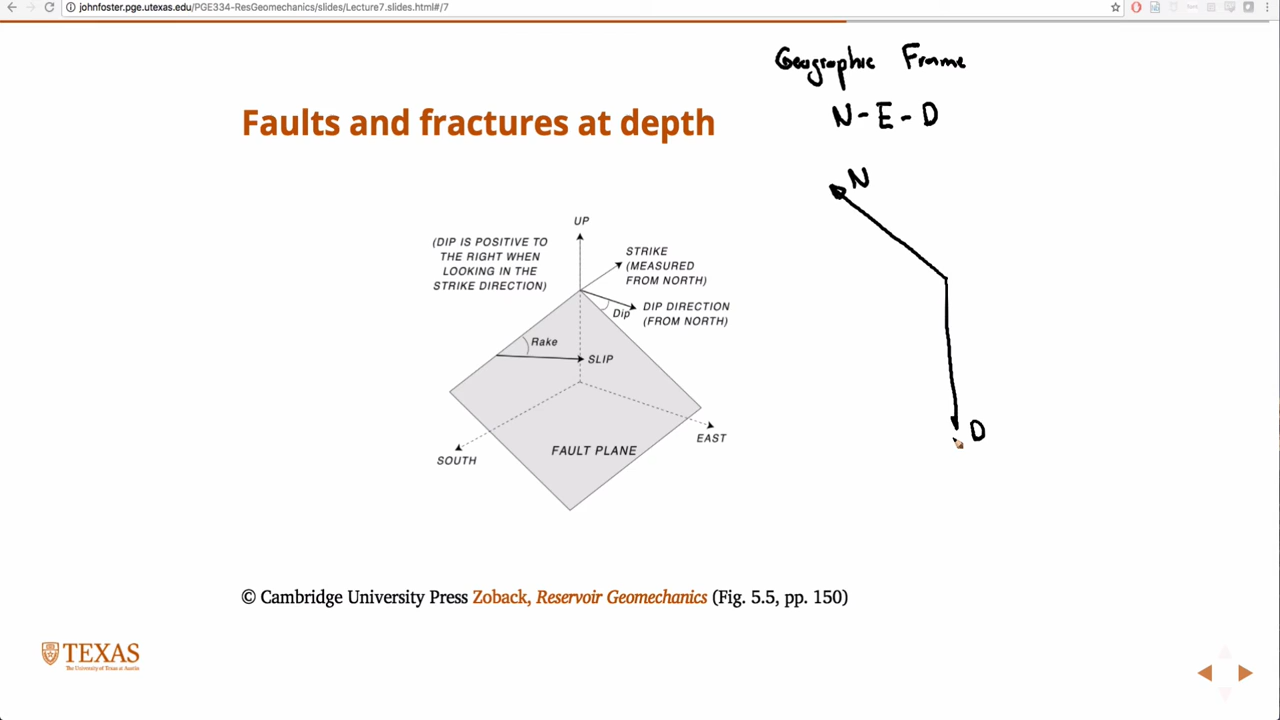 johnfoster.pge.utexas.edu/PGE334-ResGeomechanics/slides/Lecture7.slides.html#/7
Geographic Frame
N-E-D
Faults and fractures at depth
N
UP
(DIP IS POSITIVE TO
THE RIGHT WHEN
LOOKING IN THE
STRIKE DIRECTION)
STRIKE
(MEASURED
FROM NORTH)
Dip
DIP DIRECTION
(FROM NORTH)
Rake
SLIP
D
EAST
SOUTH
FAULT PLANE
© Cambridge University Press Zoback, Reservoir Geomechanics (Fig. 5.5, pp. 150)
TEXAS
The University of Texas at Austin